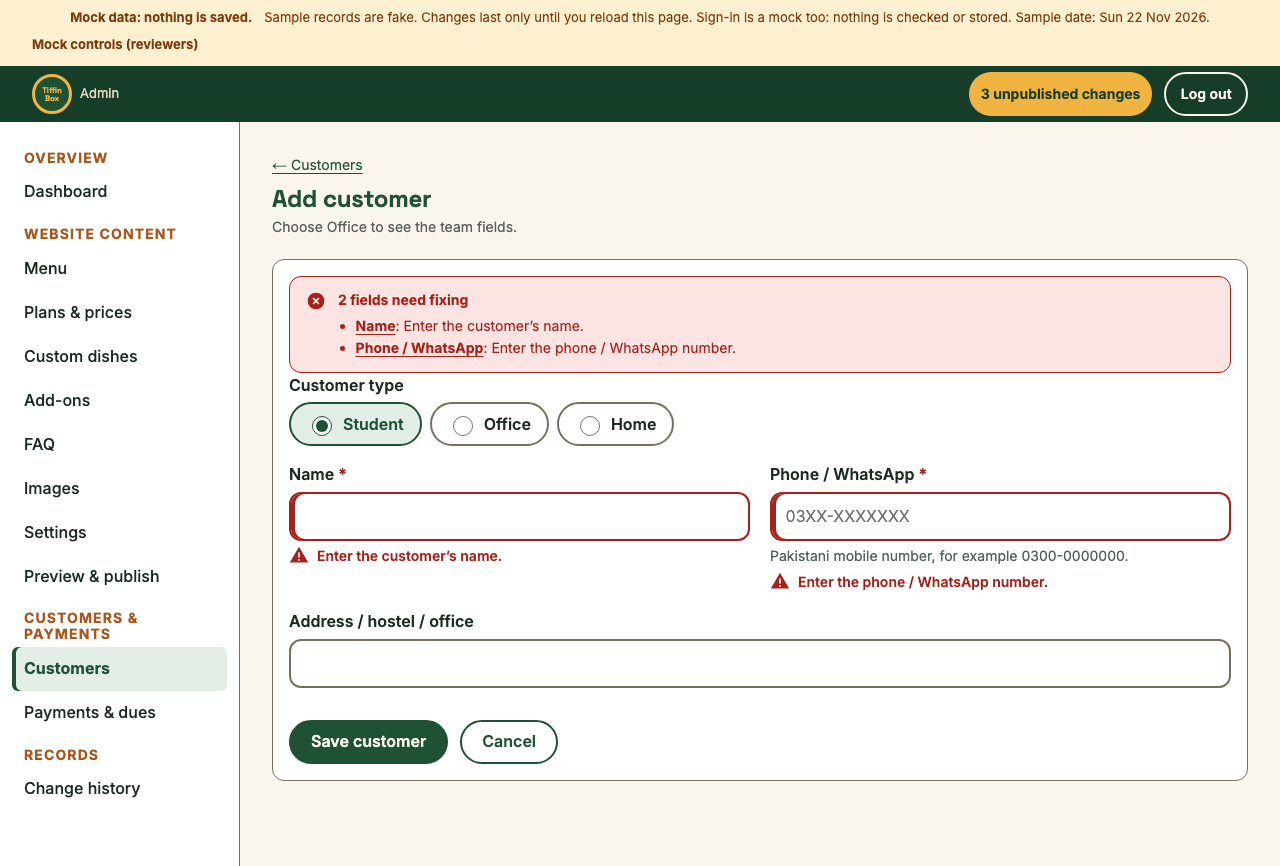 Mock data: nothing is saved. Sample records are fake. Changes last only until you reload this page. Sign-in is a mock too: nothing is checked or stored. Sample date: Sun 22 Nov 2026.
Mock controls (reviewers)
Tiffin
Box
Admin
3 unpublished changes
Log out
OVERVIEW
Dashboard
WEBSITE CONTENT
Menu
Plans & prices
Custom dishes
Add-ons
FAQ
Images
Settings
Preview & publish
CUSTOMERS &
PAYMENTS
Customers
Payments & dues
RECORDS
Change history
← Customers
Add customer
Choose Office to see the team fields.
2 fields need fixing
• Name: Enter the customer’s name.
• Phone / WhatsApp: Enter the phone / WhatsApp number.
Customer type
Student
Office
Home
Name *
Enter the customer’s name.
Phone / WhatsApp *
03XX-XXXXXXX
Pakistani mobile number, for example 0300-0000000.
Enter the phone / WhatsApp number.
Address / hostel / office
Save customer
Cancel